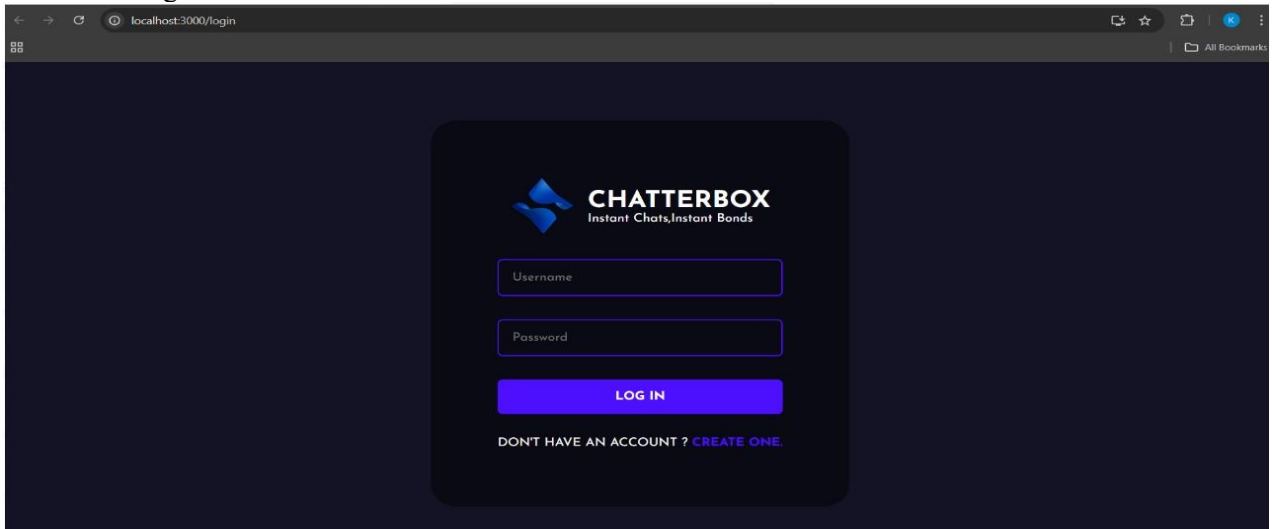 localhost:3000/login
K
All Bookmarks
CHATTERBOX
Instant Chats,Instant Bonds
Username
Password
LOG IN
DON'T HAVE AN ACCOUNT ? CREATE ONE.